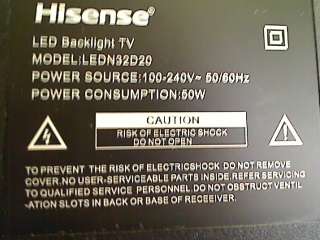 Hisense®
LED Backlight TV
MODEL:LEDN32D20
POWER SOURCE:100-240V~ 50/60Hz
POWER CONSUMPTION:50W
CAUTION
RISK OF ELECTRIC SHOCK
DO NOT OPEN
TO PREVENT THE RISK OF ELECTRICSHOCK DO NOT REMOVE
COVER.NO USER-SERVICEABLE PARTS INSIDE.REFER SERVICING
TO QUALIFIED SERVICE PERSONNEL.DO NOT OBSTRUCT VENTIL
-ATION SLOTS IN BACK OR BASE OF RECEIVER.